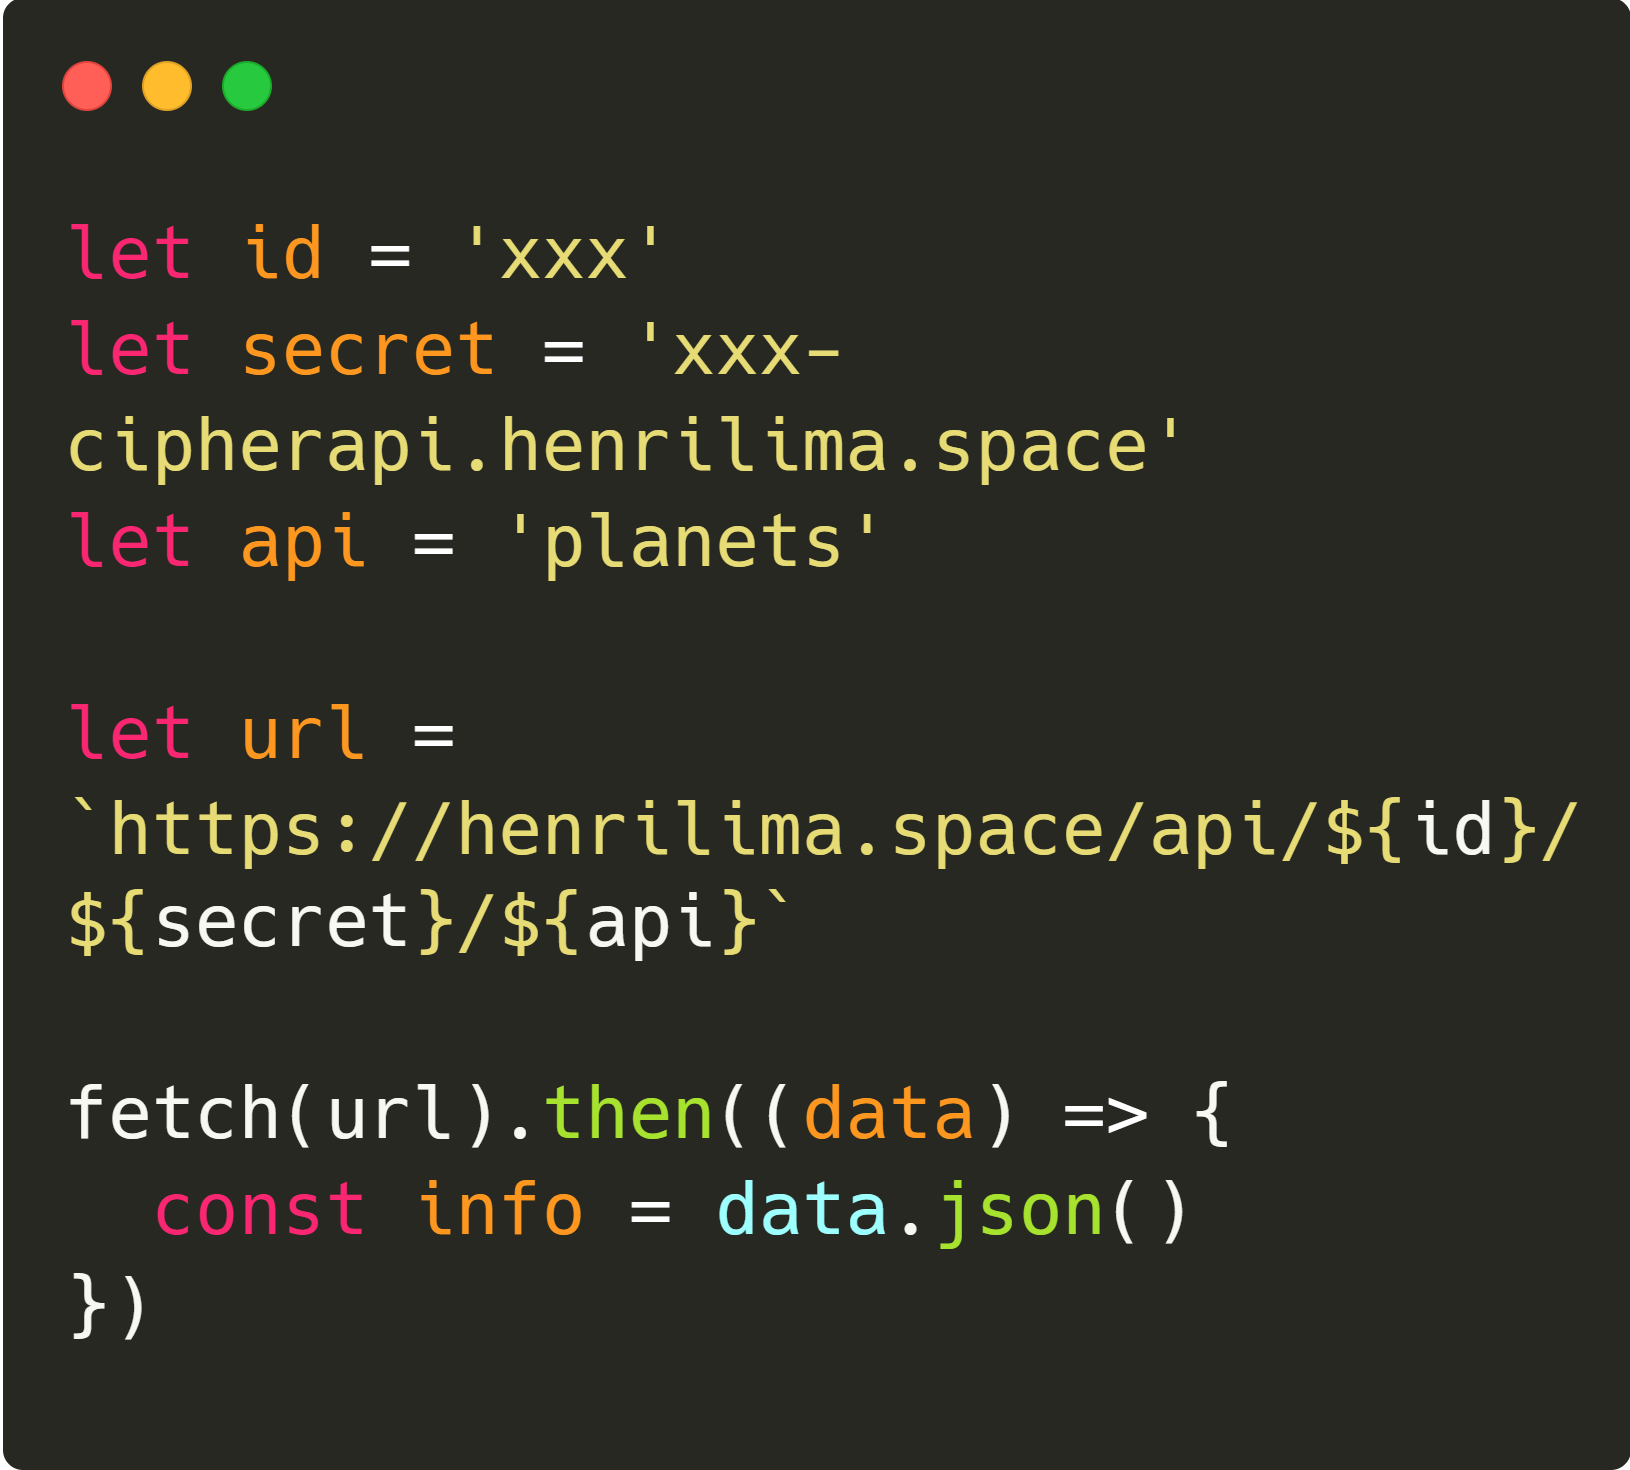 let id = 'xxx'
let secret = 'xxx-
cipherapi.henrilima.space'
let api = 'planets'

let url =
`https://henrilima.space/api/${id}/
${secret}/${api}`

fetch(url).then((data) => {
  const info = data.json()
})